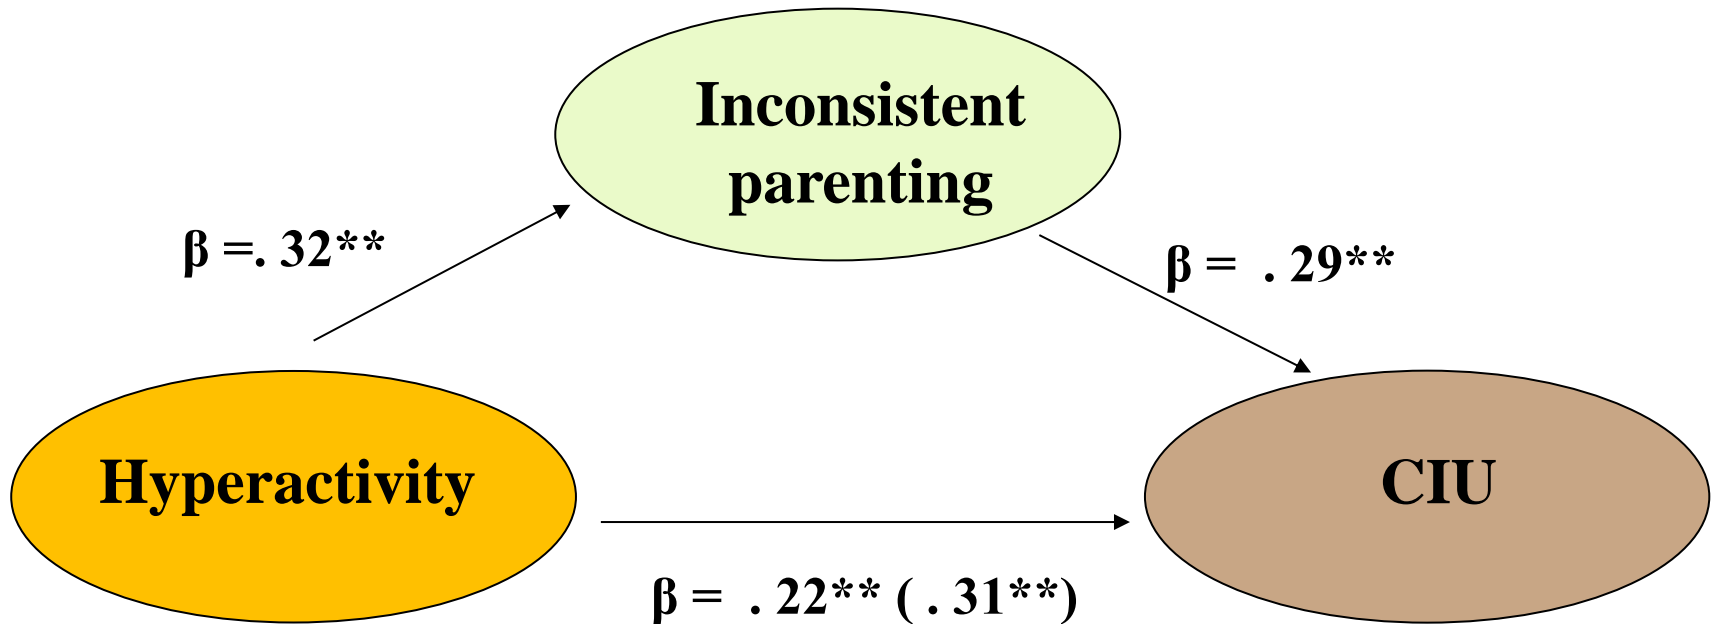 Inconsistent
parenting
β =. 32**
β =  . 29**
Hyperactivity
CIU
β =  . 22** ( . 31**)